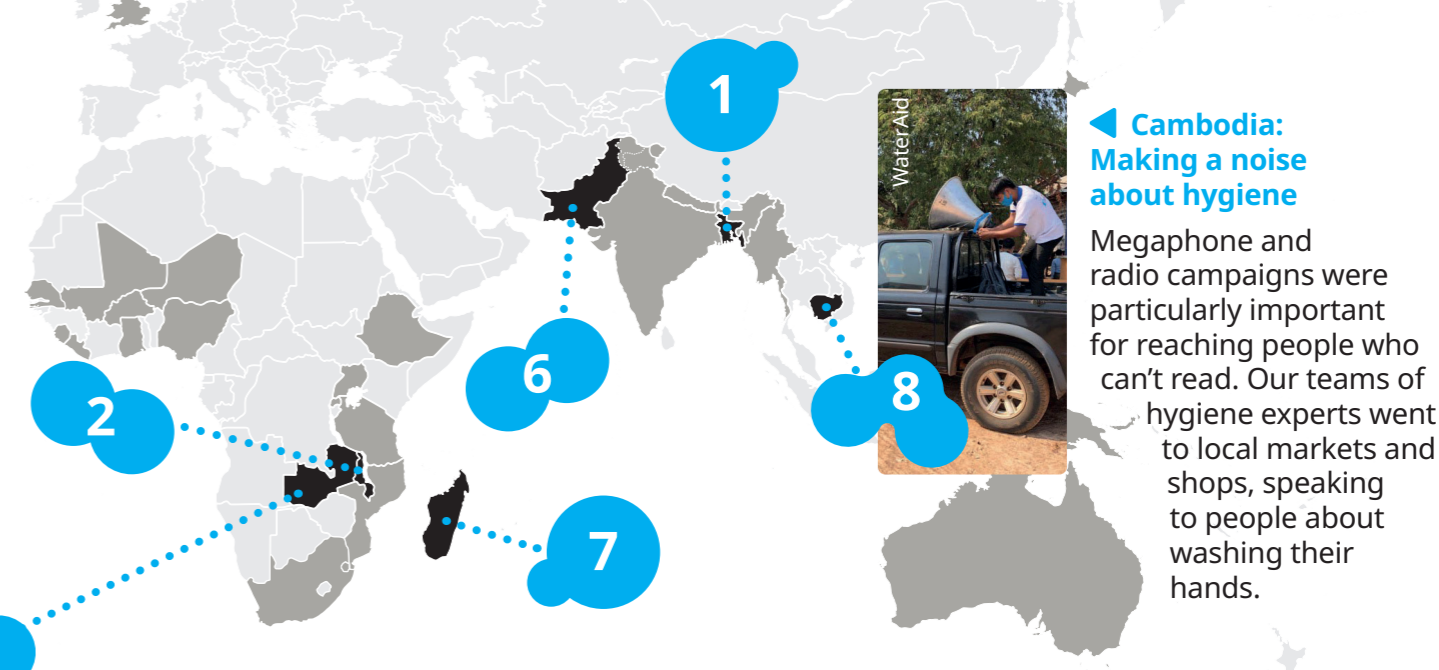 1
2
6
7
8
WaterAid
Cambodia:
Making a noise
about hygiene
Megaphone and
radio campaigns were
particularly important
for reaching people who
can’t read. Our teams of
hygiene experts went
to local markets and
shops, speaking
to people about
washing their
hands.